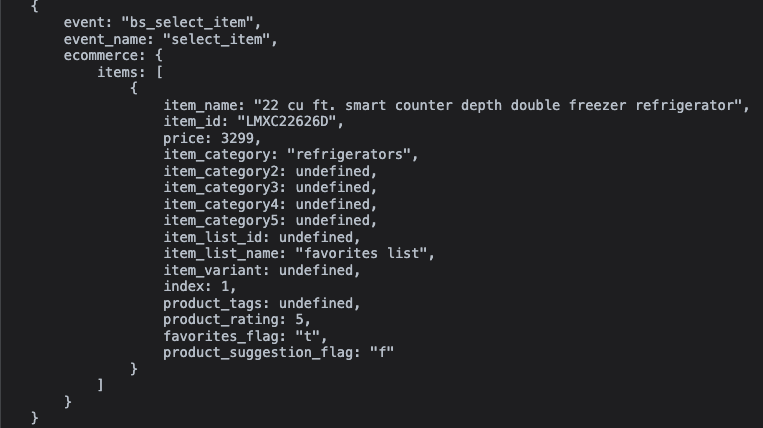 {
event: "bs_select_item",
event_name: "select_item",
ecommerce: {
items: [
{
item_name: "22 cu ft. smart counter depth double freezer refrigerator",
item_id: "LMXC22626D",
price: 3299,
item_category: "refrigerators",
item_category2: undefined,
item_category3: undefined,
item_category4: undefined,
item_category5: undefined,
item_list_id: undefined,
item_list_name: "favorites list",
item_variant: undefined,
index: 1,
product_tags: undefined,
product_rating: 5,
favorites_flag: "t",
product_suggestion_flag: "f"
}
]
}
}